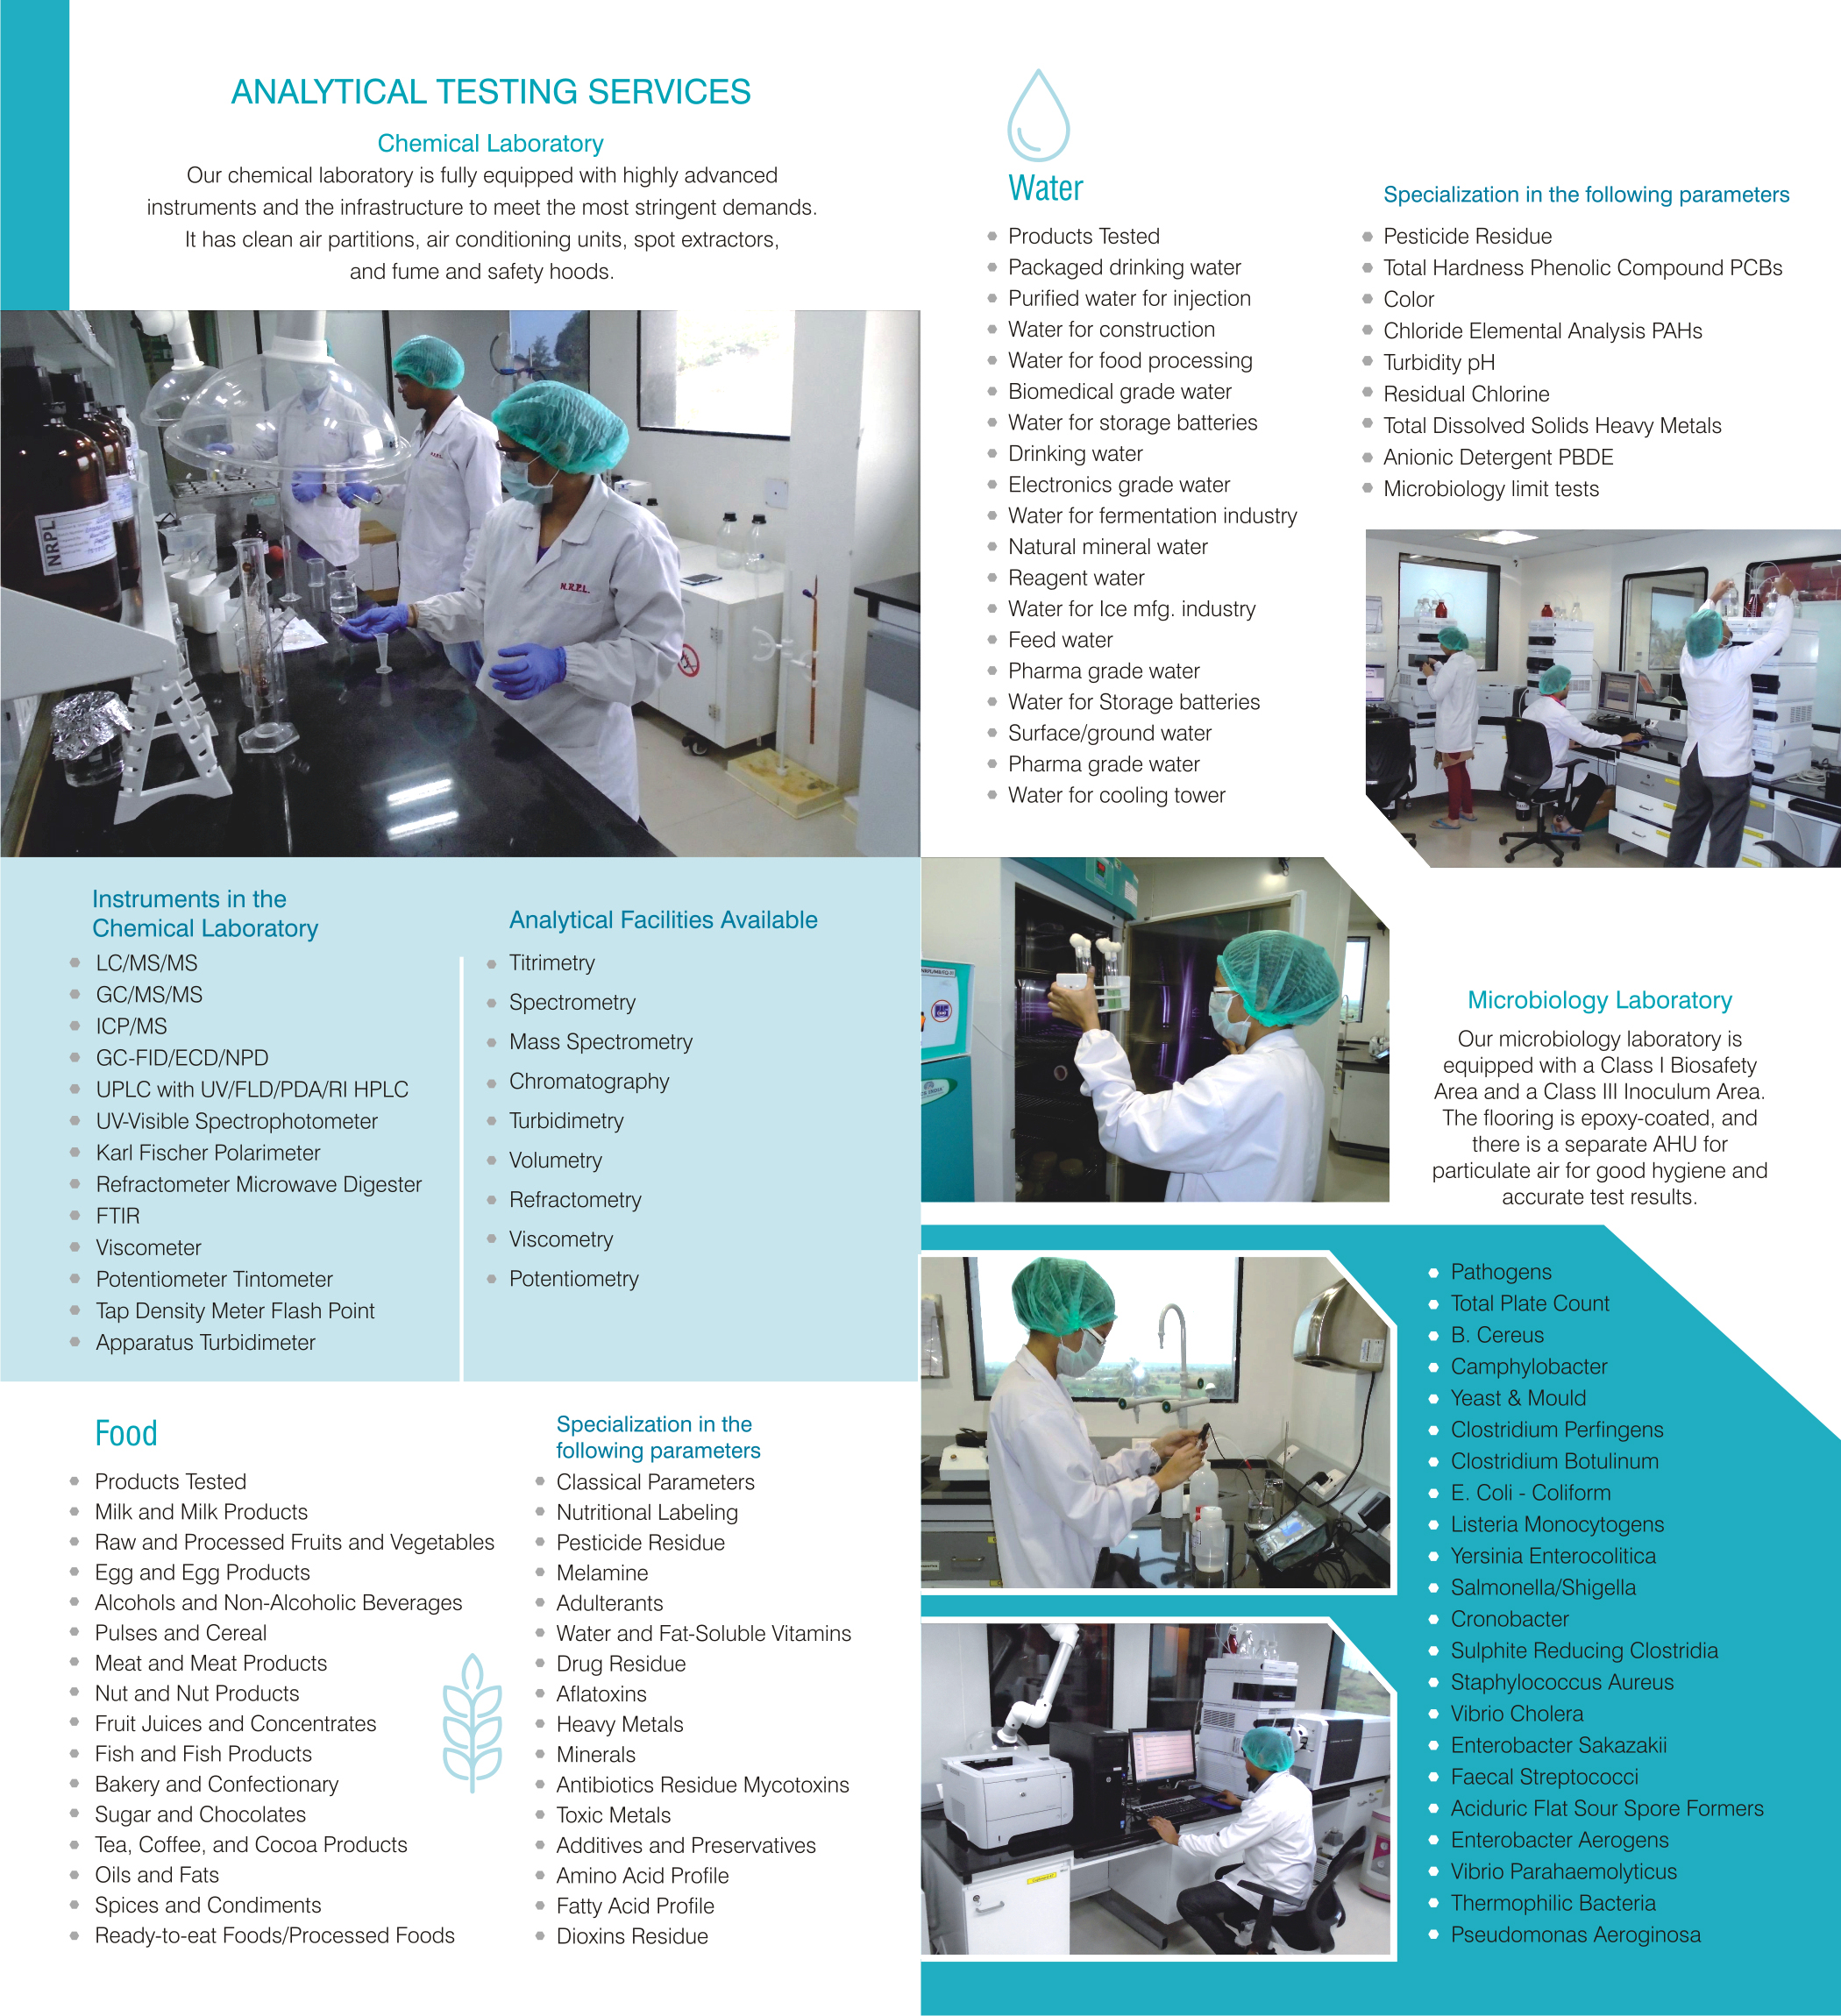 ANALYTICAL TESTING SERVICES
Chemical Laboratory
Our chemical laboratory is fully equipped with highly advanced
instruments and the infrastructure to meet the most stringent demands.
It has clean air partitions, air conditioning units, spot extractors,
and fume and safety hoods.
NRPL
N.R.P.L.
Instruments in the
Chemical Laboratory
LC/MS/MS
GC/MS/MS
ICP/MS
GC-FID/ECD/NPD
UPLC with UV/FLD/PDA/RI HPLC
UV-Visible Spectrophotometer
Karl Fischer Polarimeter
Refractometer Microwave Digester
FTIR
Viscometer
Potentiometer Tintometer
Tap Density Meter Flash Point
Apparatus Turbidimeter
Analytical Facilities Available
Titrimetry
Spectrometry
Mass Spectrometry
Chromatography
Turbidimetry
Volumetry
Refractometry
Viscometry
Potentiometry
Food
Products Tested
Milk and Milk Products
Raw and Processed Fruits and Vegetables
Egg and Egg Products
Alcohols and Non-Alcoholic Beverages
Pulses and Cereal
Meat and Meat Products
Nut and Nut Products
Fruit Juices and Concentrates
Fish and Fish Products
Bakery and Confectionary
Sugar and Chocolates
Tea, Coffee, and Cocoa Products
Oils and Fats
Spices and Condiments
Ready-to-eat Foods/Processed Foods
Specialization in the
following parameters
Classical Parameters
Nutritional Labeling
Pesticide Residue
Melamine
Adulterants
Water and Fat-Soluble Vitamins
Drug Residue
Aflatoxins
Heavy Metals
Minerals
Antibiotics Residue Mycotoxins
Toxic Metals
Additives and Preservatives
Amino Acid Profile
Fatty Acid Profile
Dioxins Residue
Water
Products Tested
Packaged drinking water
Purified water for injection
Water for construction
Water for food processing
Biomedical grade water
Water for storage batteries
Drinking water
Electronics grade water
Water for fermentation industry
Natural mineral water
Reagent water
Water for Ice mfg. industry
Feed water
Pharma grade water
Water for Storage batteries
Surface/ground water
Pharma grade water
Water for cooling tower
Specialization in the following parameters
Pesticide Residue
Total Hardness Phenolic Compound PCBs
Color
Chloride Elemental Analysis PAHs
Turbidity pH
Residual Chlorine
Total Dissolved Solids Heavy Metals
Anionic Detergent PBDE
Microbiology limit tests
Microbiology Laboratory
Our microbiology laboratory is
equipped with a Class I Biosafety
Area and a Class III Inoculum Area.
The flooring is epoxy-coated, and
there is a separate AHU for
particulate air for good hygiene and
accurate test results.
Pathogens
Total Plate Count
B. Cereus
Camphylobacter
Yeast & Mould
Clostridium Perfingens
Clostridium Botulinum
E. Coli - Coliform
Listeria Monocytogens
Yersinia Enterocolitica
Salmonella/Shigella
Cronobacter
Sulphite Reducing Clostridia
Staphylococcus Aureus
Vibrio Cholera
Enterobacter Sakazakii
Faecal Streptococci
Aciduric Flat Sour Spore Formers
Enterobacter Aerogens
Vibrio Parahaemolyticus
Thermophilic Bacteria
Pseudomonas Aeroginosa